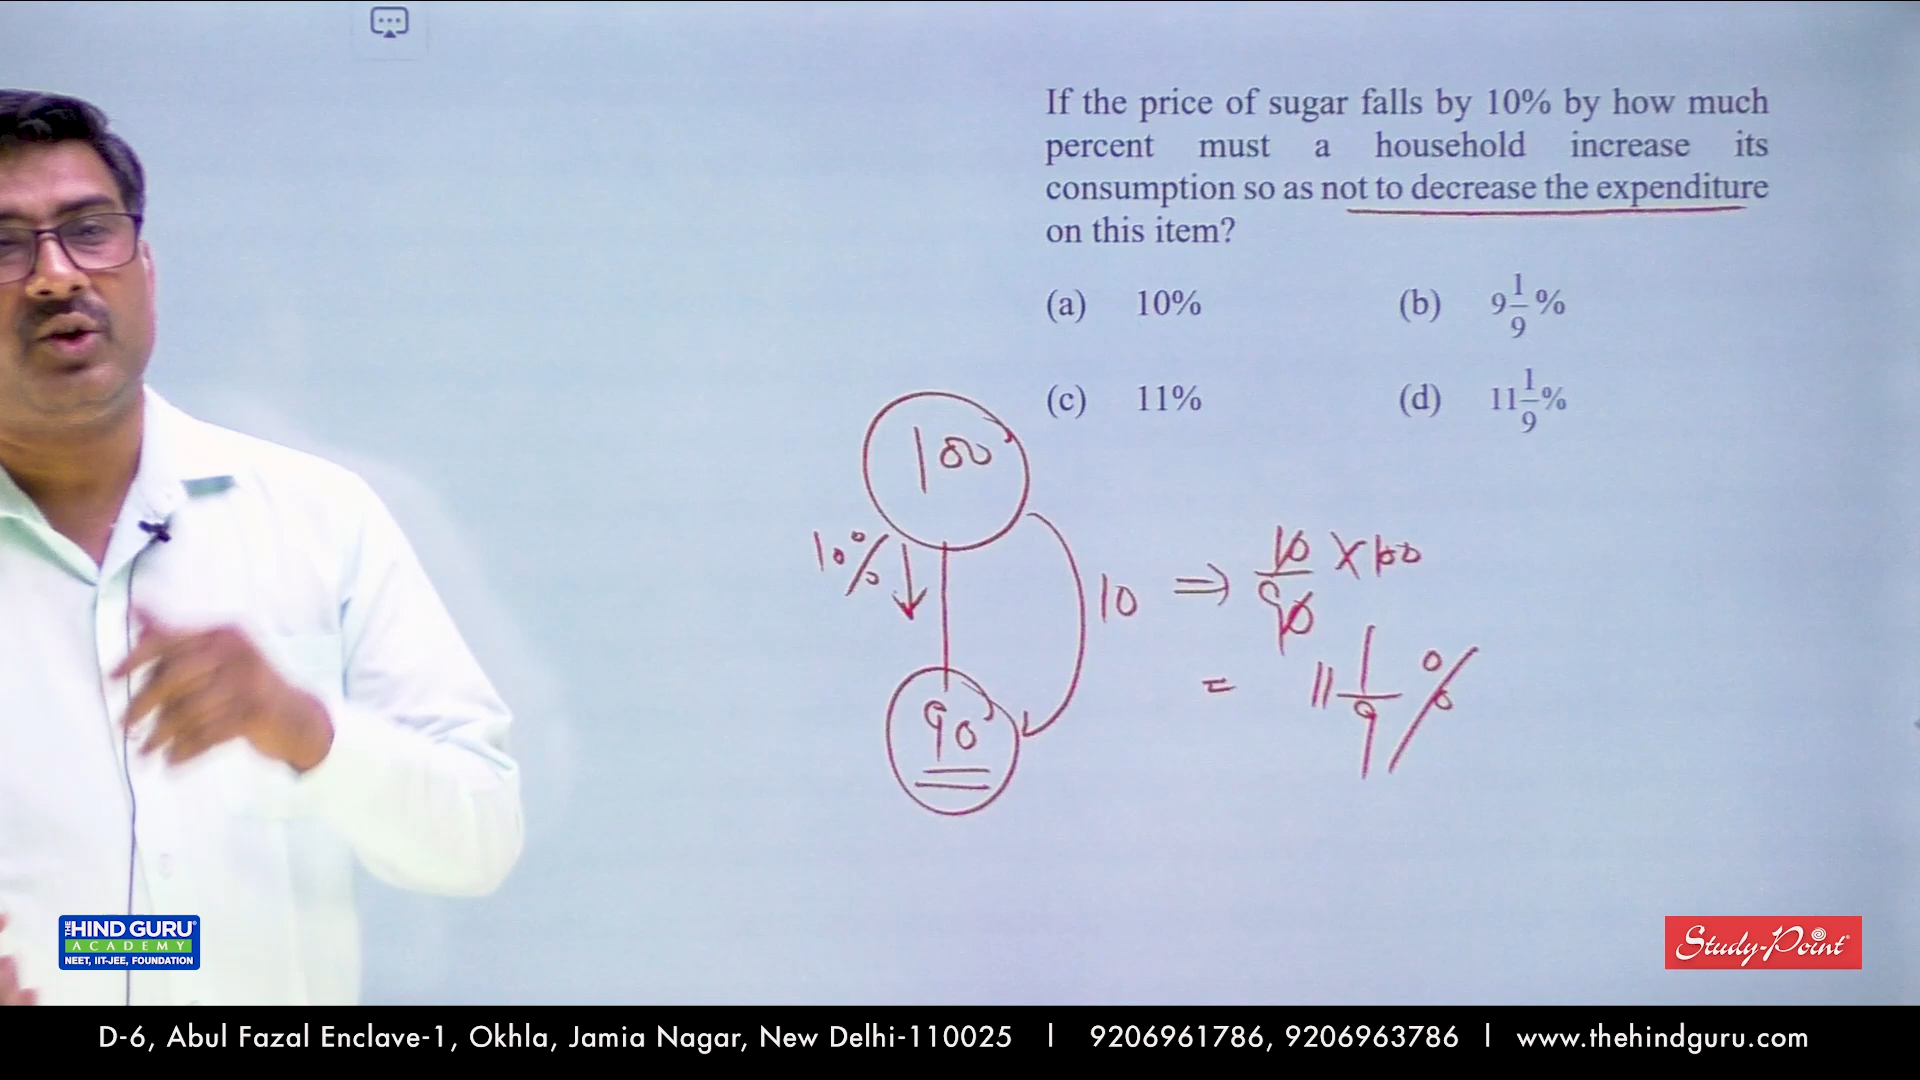 If the price of sugar falls by 10% by how much
percent must a household increase its
consumption so as not to decrease the expenditure
on this item?
(a) 10% (b) 9 1/9 %
(c) 11% (d) 11 1/9 %
100
10% ↓
10 ⇒ 10/90 × 100
= 11 1/9 %
90
THE HIND GURU
ACADEMY
NEET, IIT-JEE, FOUNDATION
Study-Point
D-6, Abul Fazal Enclave-1, Okhla, Jamia Nagar, New Delhi-110025 | 9206961786, 9206963786 | www.thehindguru.com